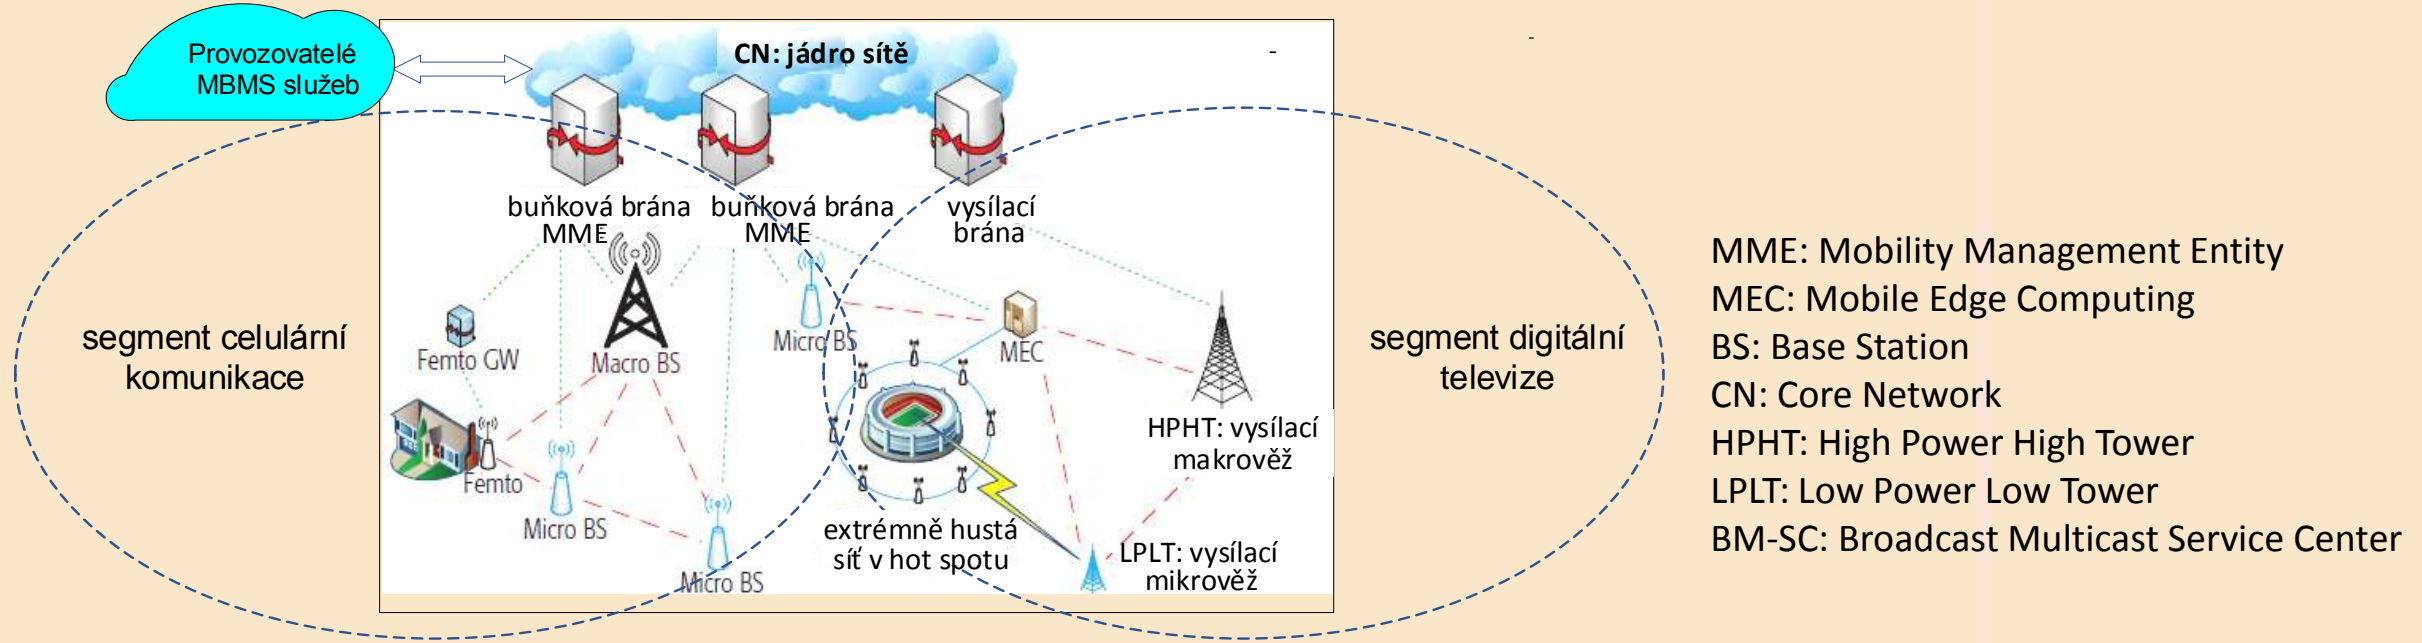 Provozovatelé
MBMS služeb
CN: jádro sítě
-
-
buňková brána
MME
buňková brána
MME
vysílací
brána
segment celulární
komunikace
Femto GW
Macro BS
Micro BS
MEC
segment digitální
televize
HPHT: vysílací
makrověž
Femto
Micro BS
Micro BS
extrémně hustá
síť v hot spotu
LPLT: vysílací
mikrověž
MME: Mobility Management Entity
MEC: Mobile Edge Computing
BS: Base Station
CN: Core Network
HPHT: High Power High Tower
LPLT: Low Power Low Tower
BM-SC: Broadcast Multicast Service Center